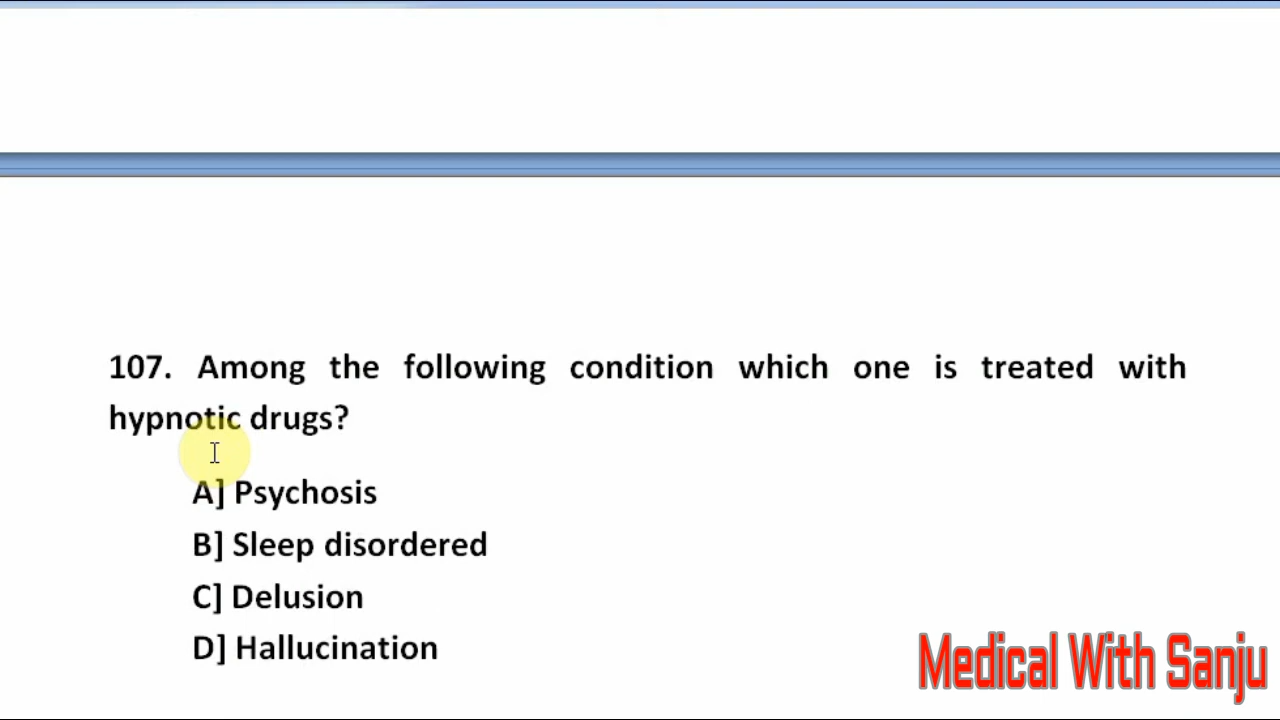 107. Among the following condition which one is treated with
hypnotic drugs?
A] Psychosis
B] Sleep disordered
C] Delusion
D] Hallucination
Medical With Sanju